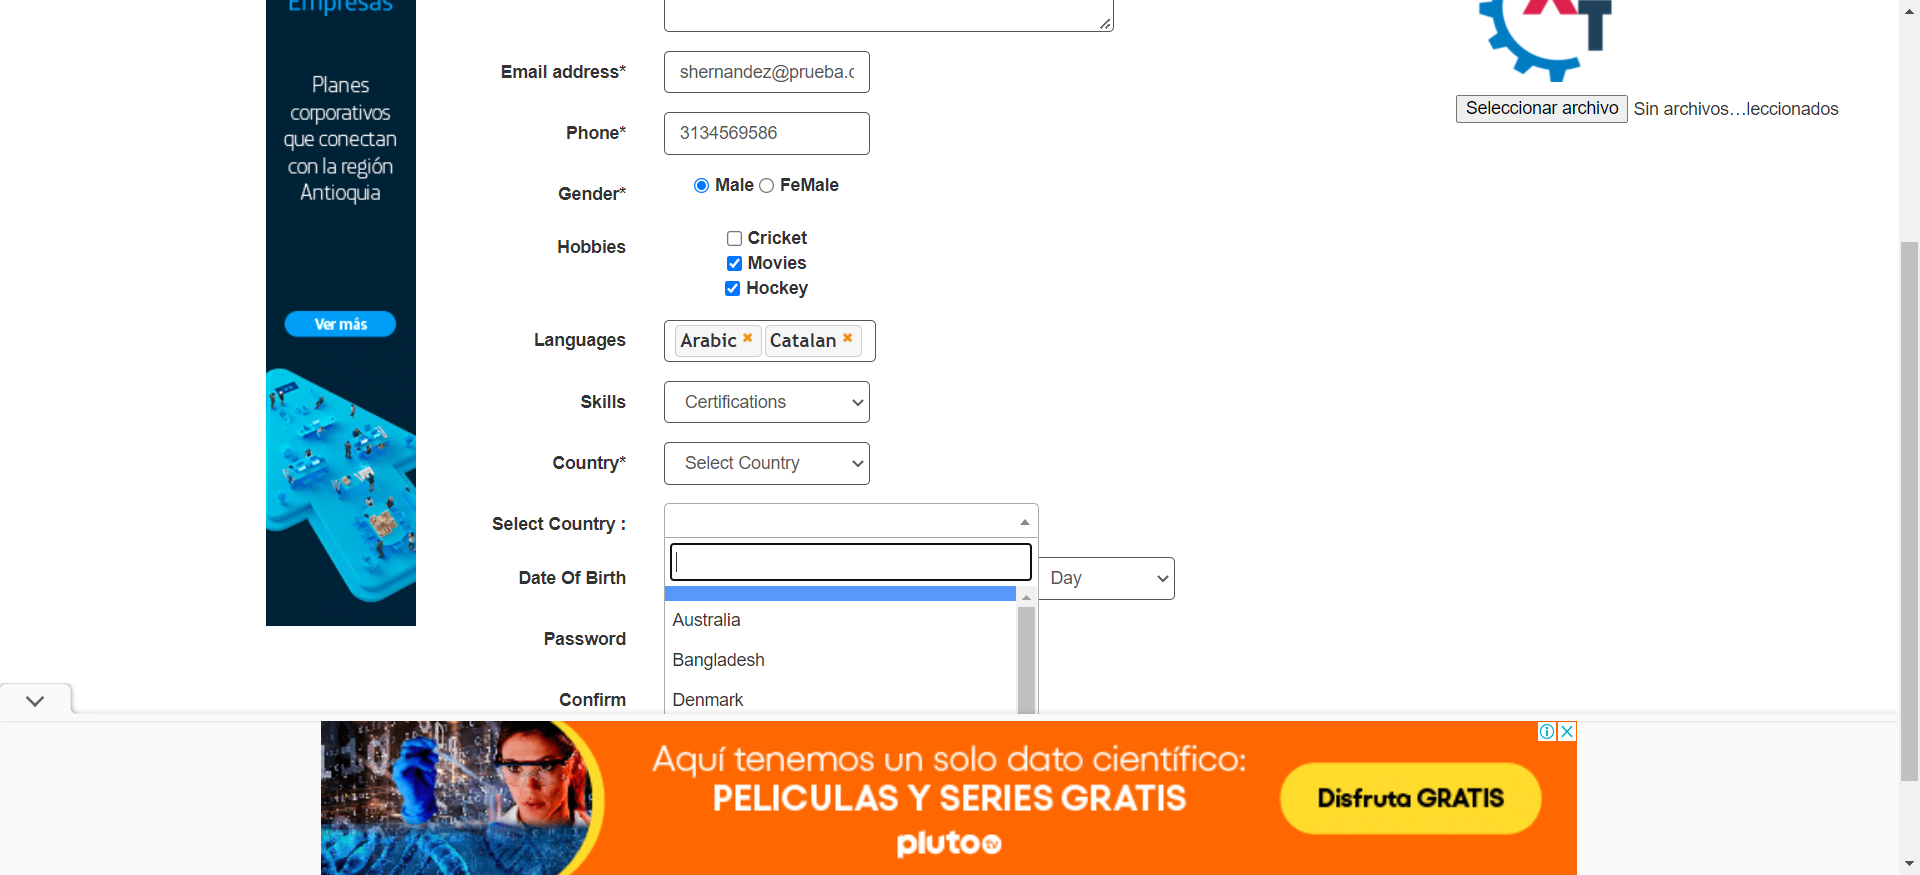 Empresas
Planes
corporativos
que conectan
con la región
Antioquia
Ver más
Email address*
shernandez@prueba.c
Phone*
3134569586
Gender*
Male FeMale
Hobbies
Cricket
Movies
Hockey
Languages
Arabic Catalan
Skills
Certifications
Country*
Select Country
Select Country :
Date Of Birth
Day
Australia
Password
Bangladesh
Confirm
Denmark
XT
Seleccionar archivo Sin archivos…leccionados
Aquí tenemos un solo dato científico:
PELICULAS Y SERIES GRATIS
pluto tv
Disfruta GRATIS